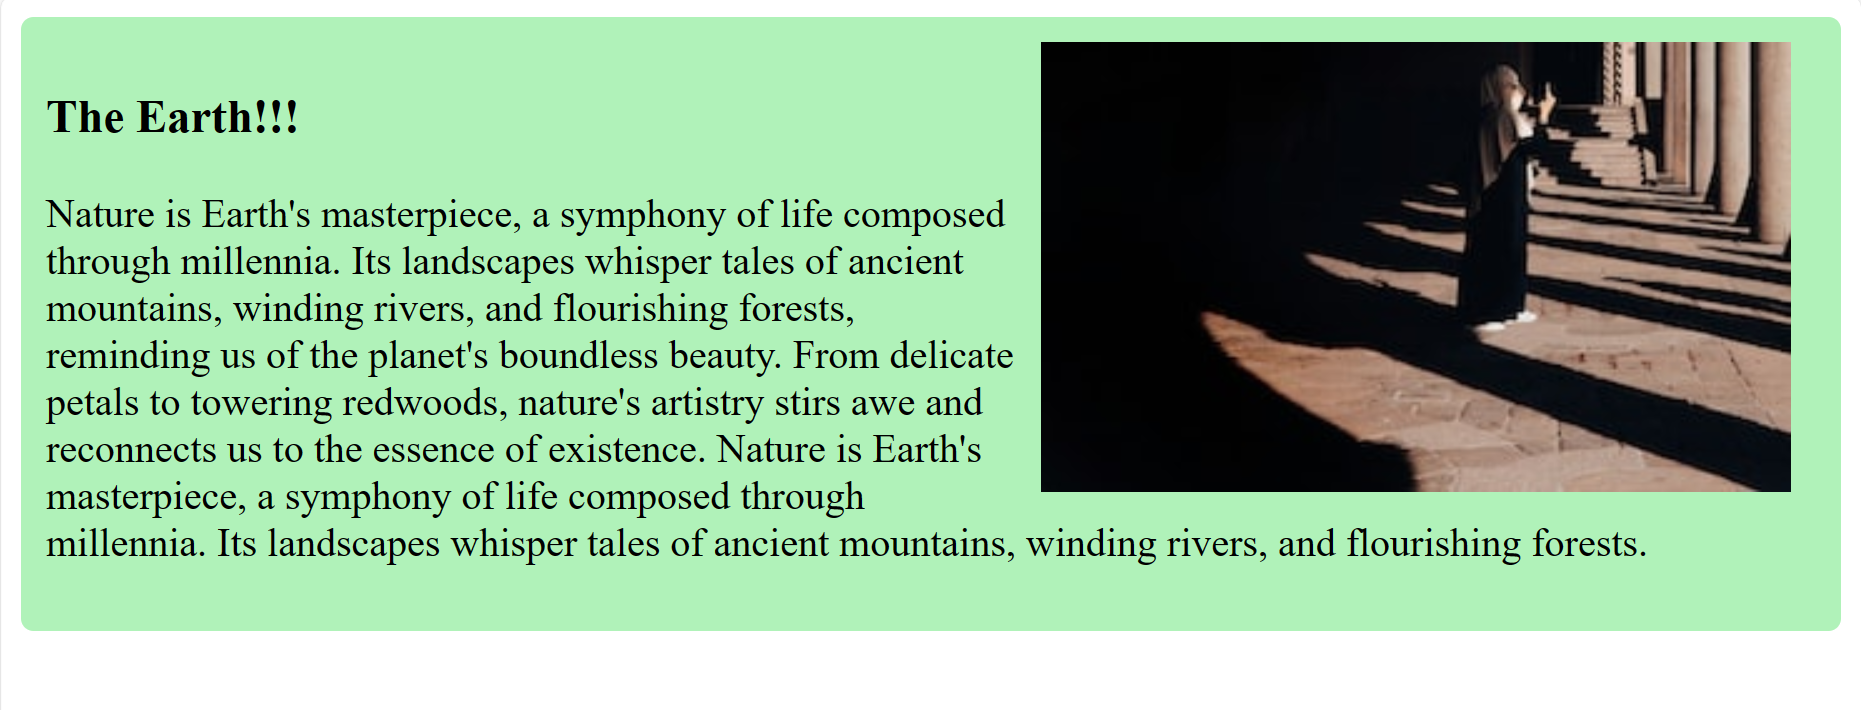 The Earth!!!
Nature is Earth's masterpiece, a symphony of life composed
through millennia. Its landscapes whisper tales of ancient
mountains, winding rivers, and flourishing forests,
reminding us of the planet's boundless beauty. From delicate
petals to towering redwoods, nature's artistry stirs awe and
reconnects us to the essence of existence. Nature is Earth's
masterpiece, a symphony of life composed through
millennia. Its landscapes whisper tales of ancient mountains, winding rivers, and flourishing forests.